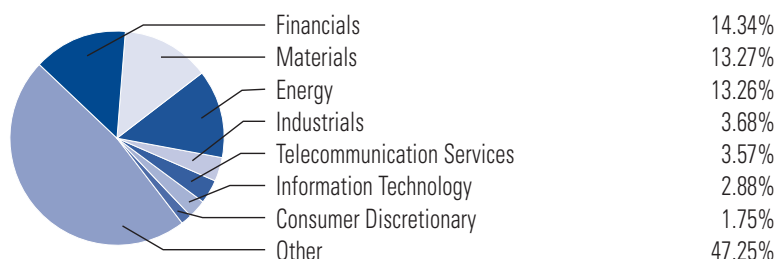 Financials 14.34%
Materials 13.27%
Energy 13.26%
Industrials 3.68%
Telecommunication Services 3.57%
Information Technology 2.88%
Consumer Discretionary 1.75%
Other 47.25%